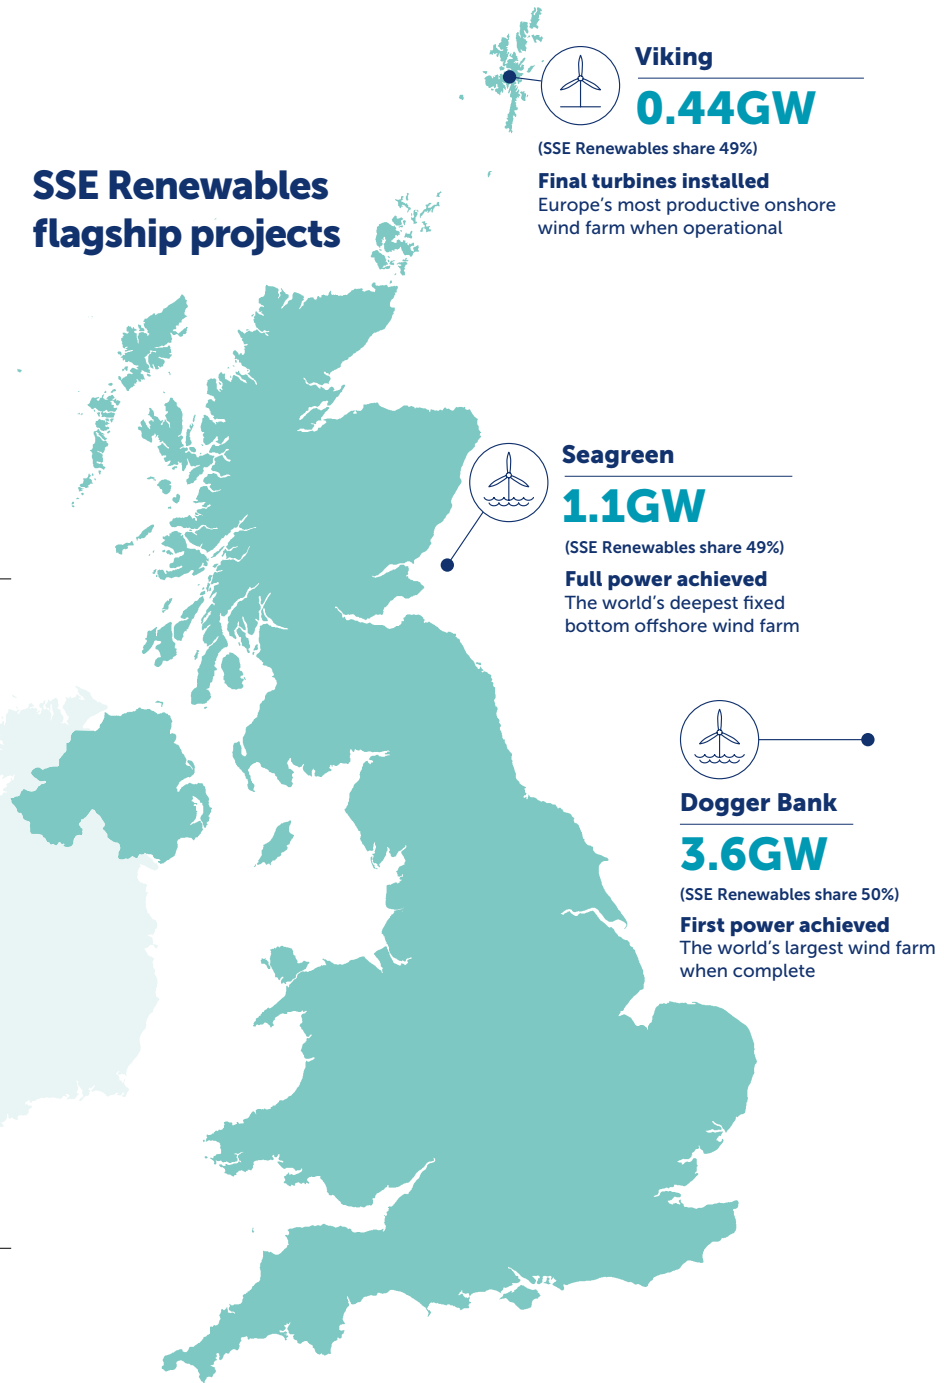 SSE Renewables
flagship projects
Viking
0.44GW
(SSE Renewables share 49%)
Final turbines installed
Europe’s most productive onshore
wind farm when operational
Seagreen
1.1GW
(SSE Renewables share 49%)
Full power achieved
The world’s deepest fixed
bottom offshore wind farm
Dogger Bank
3.6GW
(SSE Renewables share 50%)
First power achieved
The world’s largest wind farm
when complete